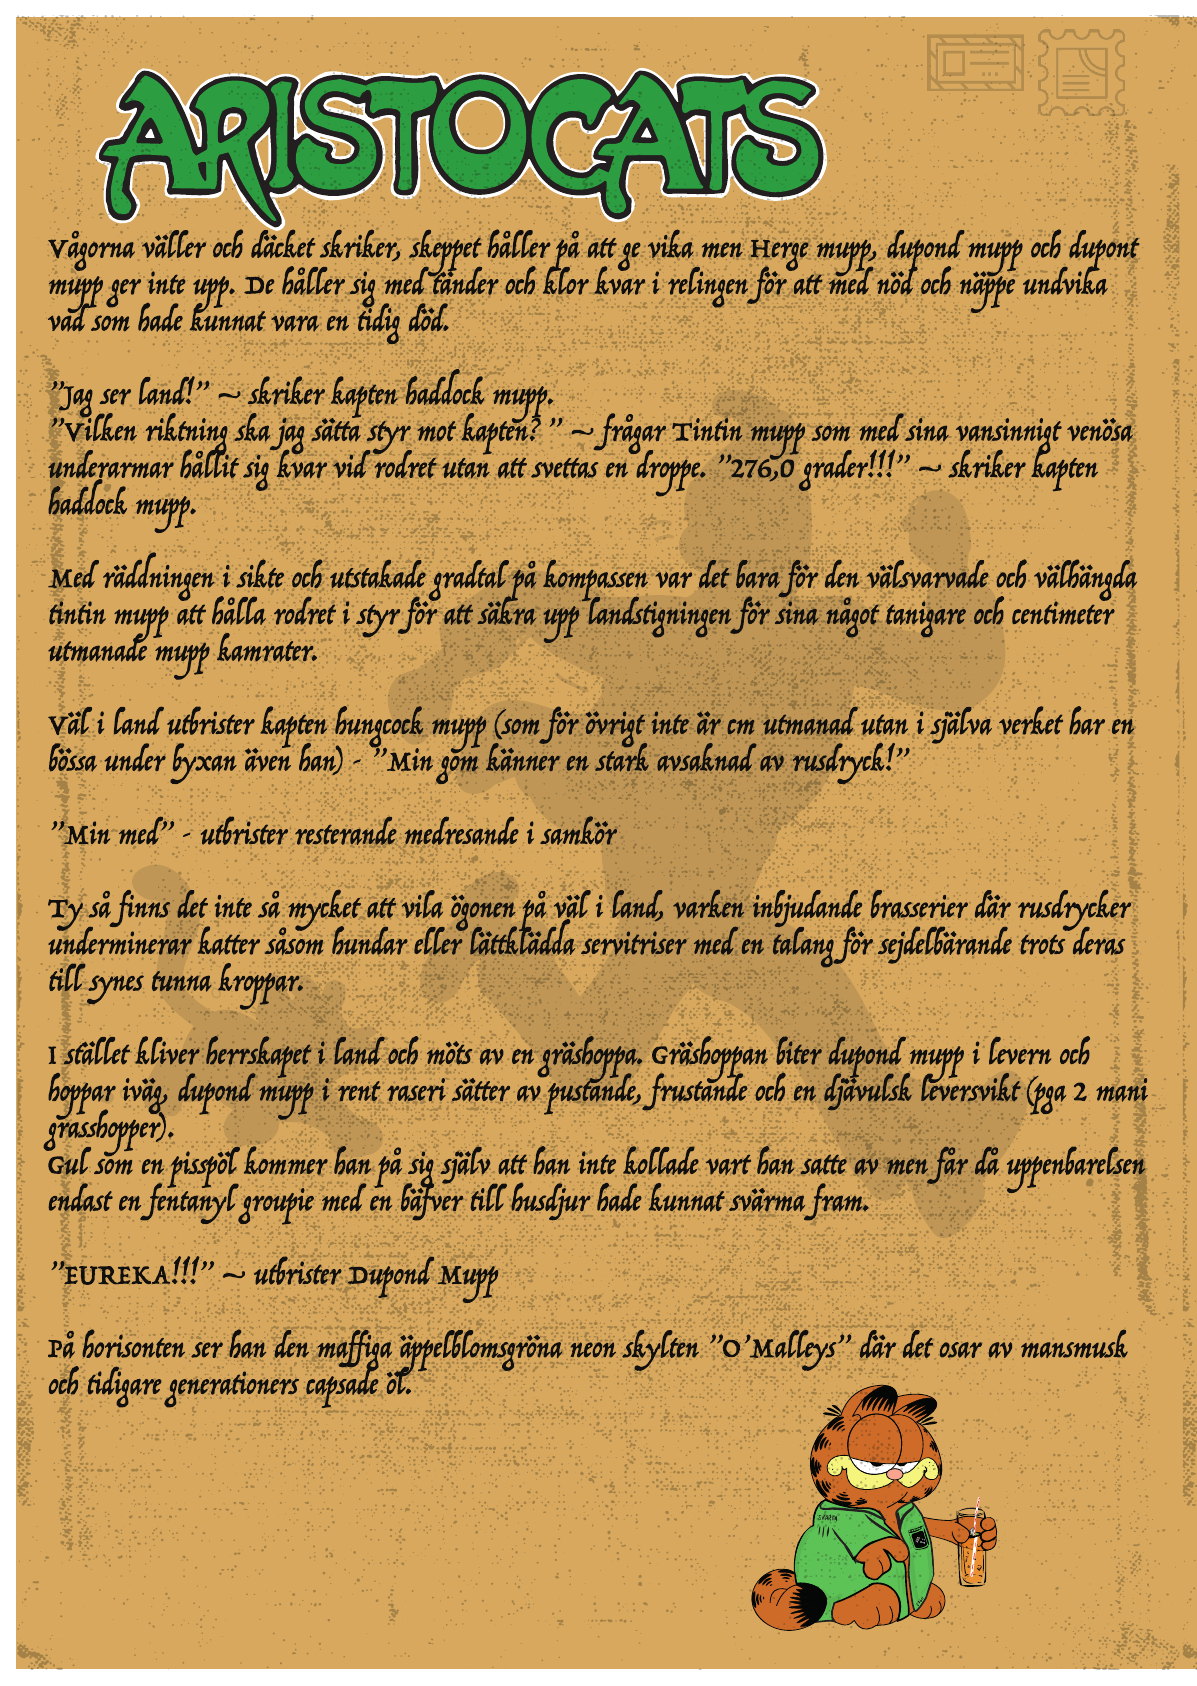 ARISTOCATS
Vågorna väller och däcket skriker, skeppet håller på att ge vika men Herge mupp, dupond mupp och dupont
mupp ger inte upp. De håller sig med tänder och klor kvar i relingen för att med nöd och näppe undvika
vad som hade kunnat vara en tidig död.
"Jag ser land!" ~ skriker kapten haddock mupp.
"Vilken riktning ska jag sätta styr mot kapten? " ~ frågar Tintin mupp som med sina vansinnigt venösa
underarmar hållit sig kvar vid rodret utan att svettas en droppe. "276,0 grader!!!" ~ skriker kapten
haddock mupp.
Med räddningen i sikte och utstakade gradtal på kompassen var det bara för den välsvarvade och välhängda
tintin mupp att hålla rodret i styr för att säkra upp landstigningen för sina något tanigare och centimeter
utmanade mupp kamrater.
Väl i land utbrister kapten hungcock mupp (som för övrigt inte är cm utmanad utan i själva verket har en
bössa under byxan även han) - "Min gom känner en stark avsaknad av rusdryck!"
"Min med" - utbrister resterande medresande i samkör
Ty så finns det inte så mycket att vila ögonen på väl i land, varken inbjudande brasserier där rusdrycker
underminerar katter såsom hundar eller lättklädda servitriser med en talang för sejdelbärande trots deras
till synes tunna kroppar.
I stället kliver herrskapet i land och möts av en gräshoppa. Gräshoppan biter dupond mupp i levern och
hoppar iväg, dupond mupp i rent raseri sätter av pustande, frustande och en djävulsk leversvikt (pga 2 mani
grasshopper).
Gul som en pisspöl kommer han på sig själv att han inte kollade vart han satte av men får då uppenbarelsen
endast en fentanyl groupie med en bäfver till husdjur hade kunnat svärma fram.
"EUREKA!!!" ~ utbrister Dupond Mupp
På horisonten ser han den maffiga äppelblomsgröna neon skylten "O'Malleys" där det osar av mansmusk
och tidigare generationers capsade öl.